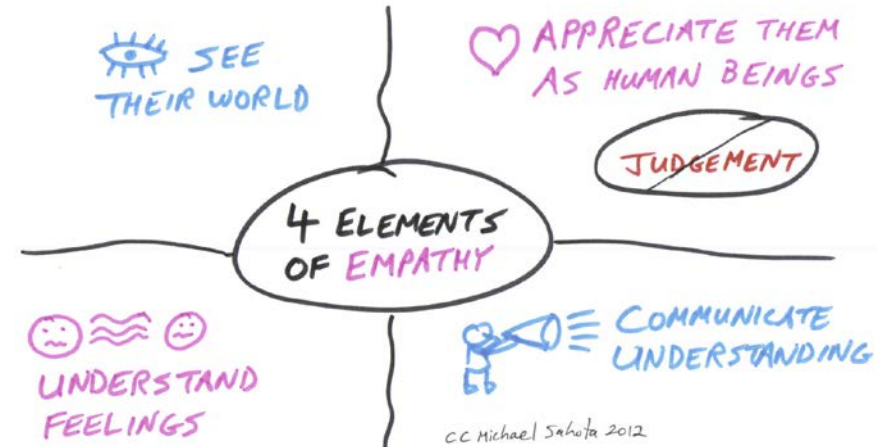 SEE
THEIR WORLD
APPRECIATE THEM
AS HUMAN BEINGS
JUDGEMENT
4 ELEMENTS
OF EMPATHY
UNDERSTAND
FEELINGS
COMMUNICATE
UNDERSTANDING
CC Michael Sahota 2012